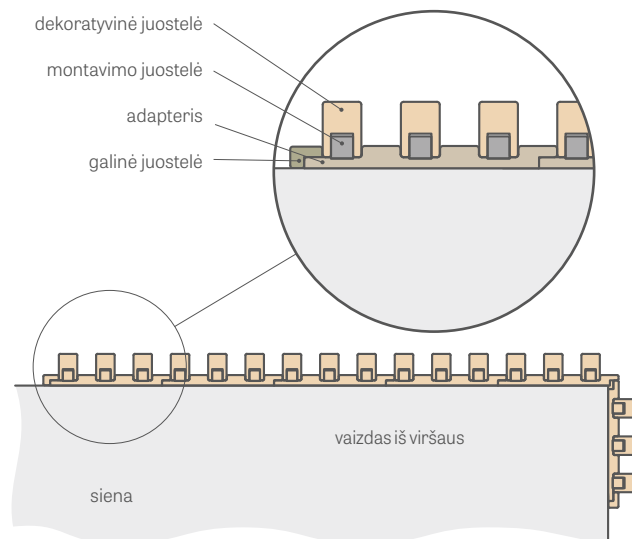 dekoratyvinė juostelė
montavimo juostelė
adapteris
galinė juostelė
vaizdas iš viršaus
siena